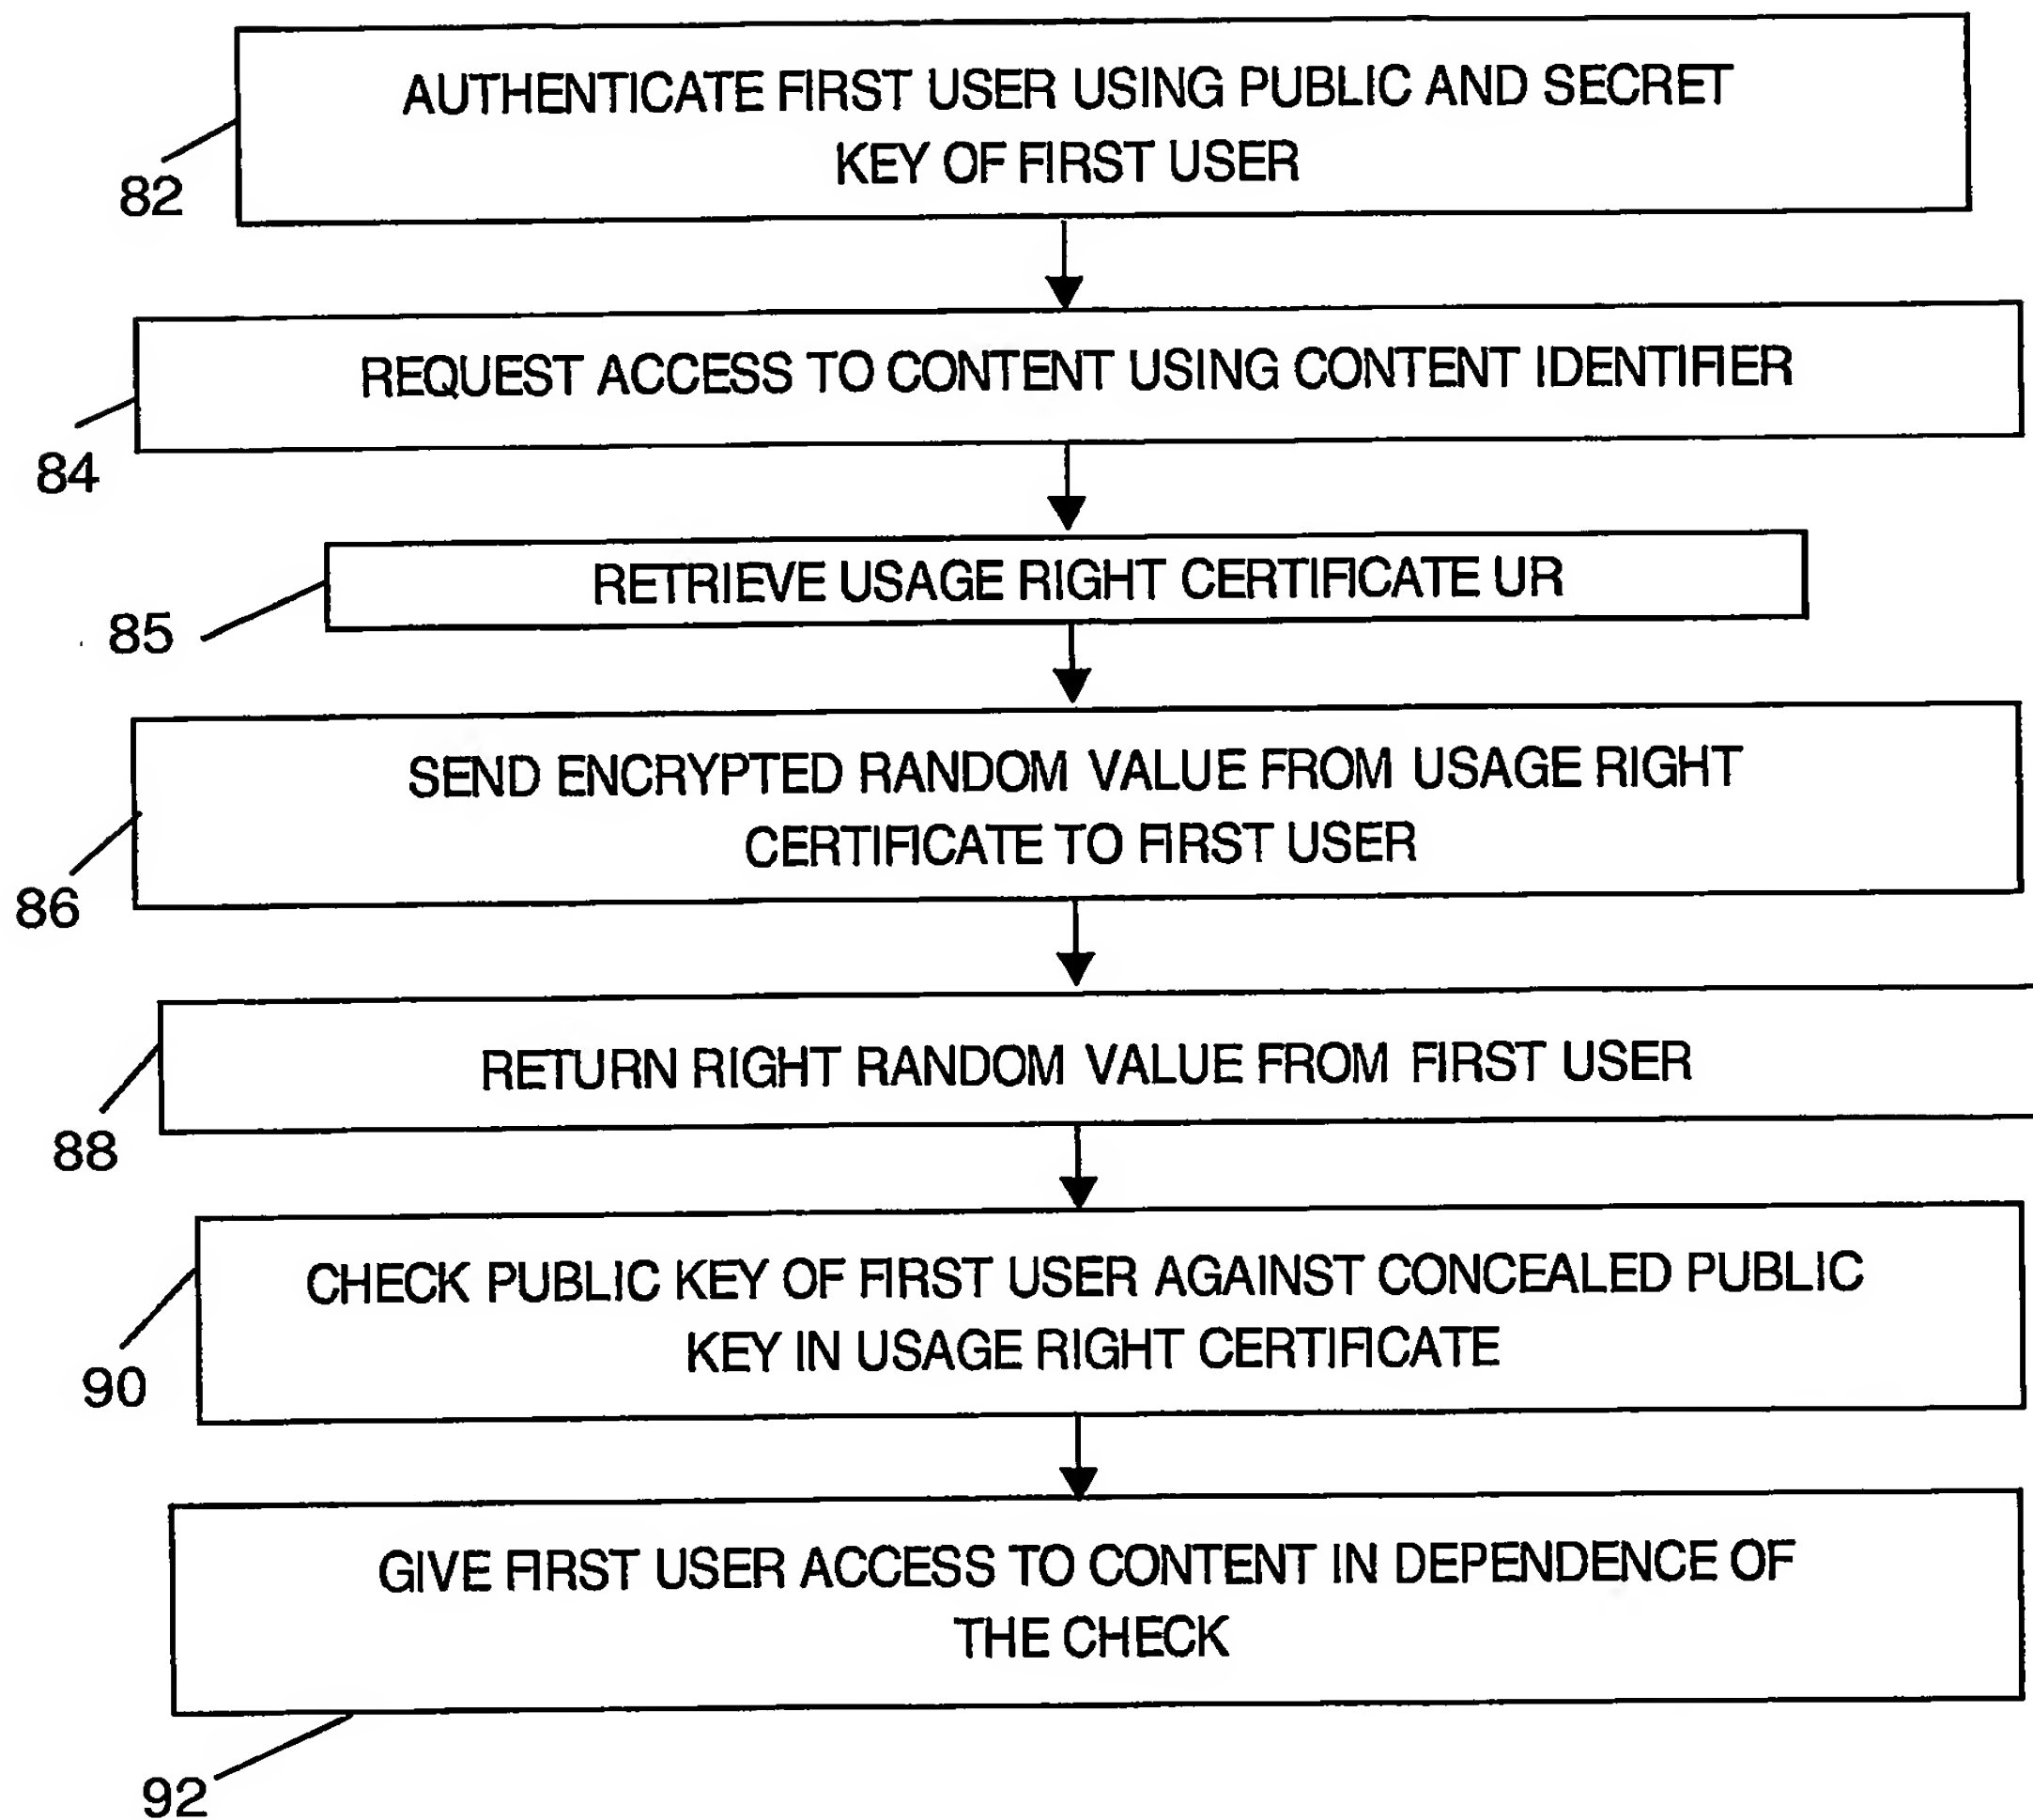 AUTHENTICATE FIRST USER USING PUBLIC AND SECRET
KEY OF FIRST USER
82
REQUEST ACCESS TO CONTENT USING CONTENT IDENTIFIER
84
RETRIEVE USAGE RIGHT CERTIFICATE UR
85
SEND ENCRYPTED RANDOM VALUE FROM USAGE RIGHT
CERTIFICATE TO FIRST USER
86
RETURN RIGHT RANDOM VALUE FROM FIRST USER
88
CHECK PUBLIC KEY OF FIRST USER AGAINST CONCEALED PUBLIC
KEY IN USAGE RIGHT CERTIFICATE
90
GIVE FIRST USER ACCESS TO CONTENT IN DEPENDENCE OF
THE CHECK
92